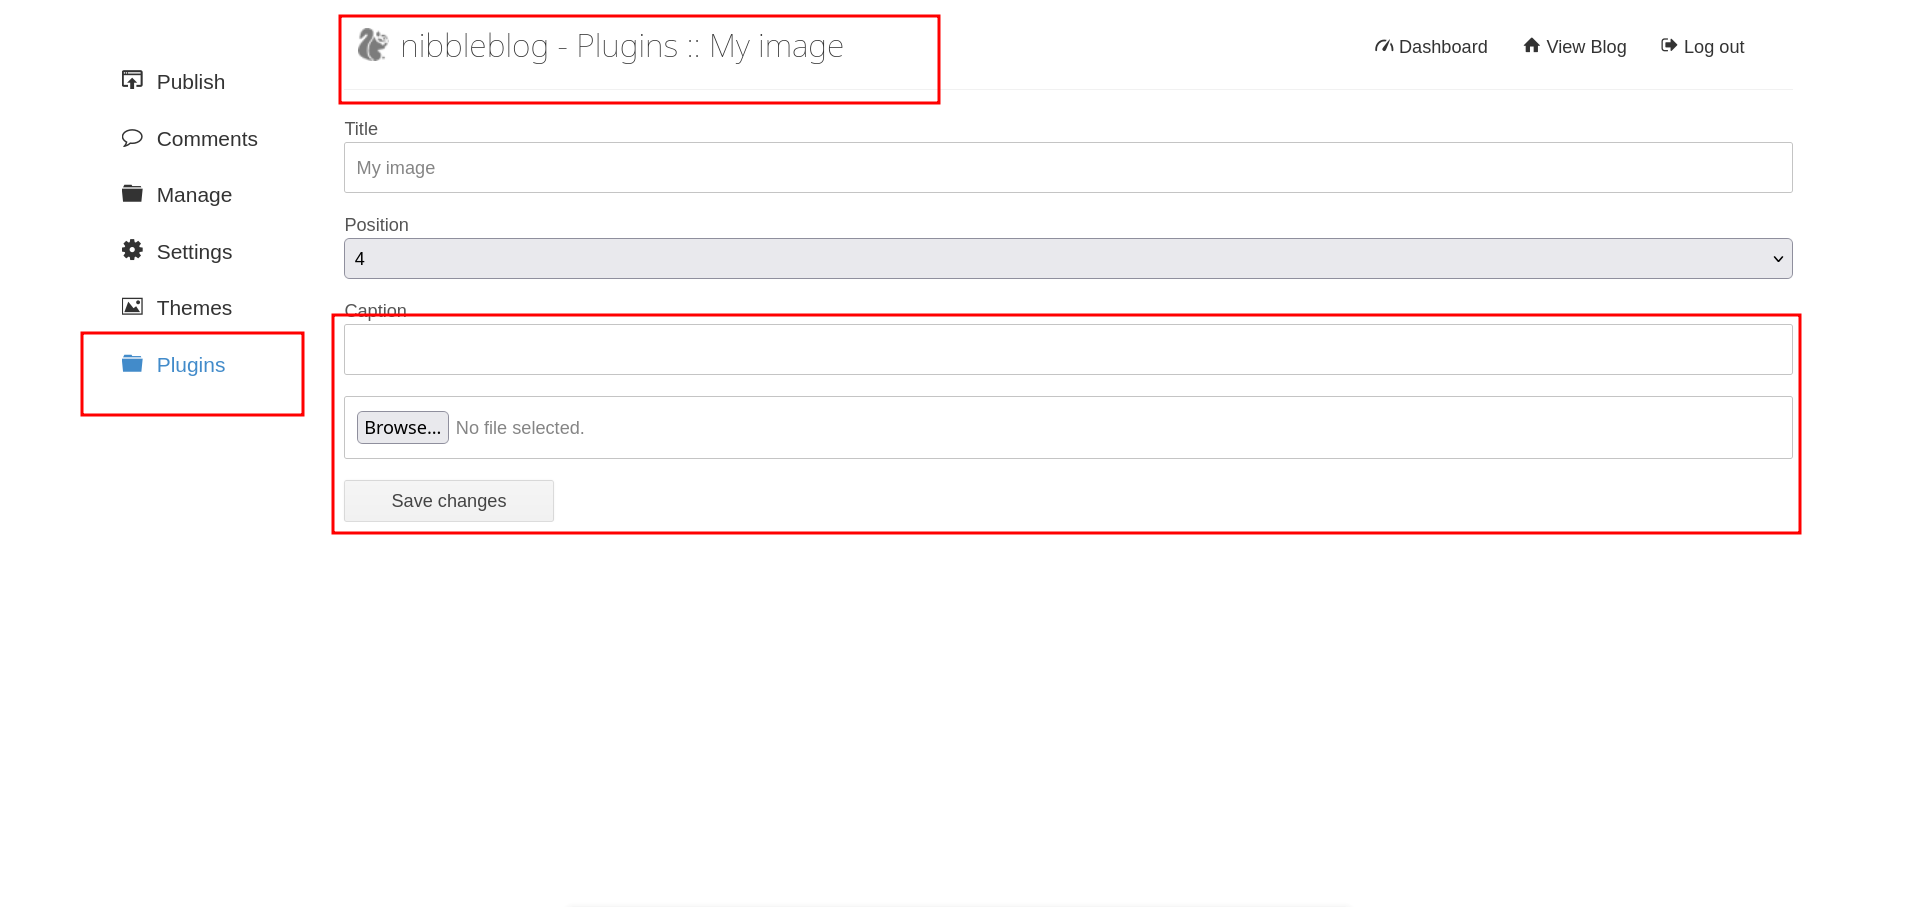 nibbleblog - Plugins :: My image
Dashboard View Blog Log out
Publish
Comments
Manage
Settings
Themes
Plugins
Title
My image
Position
4
Caption
Browse... No file selected.
Save changes